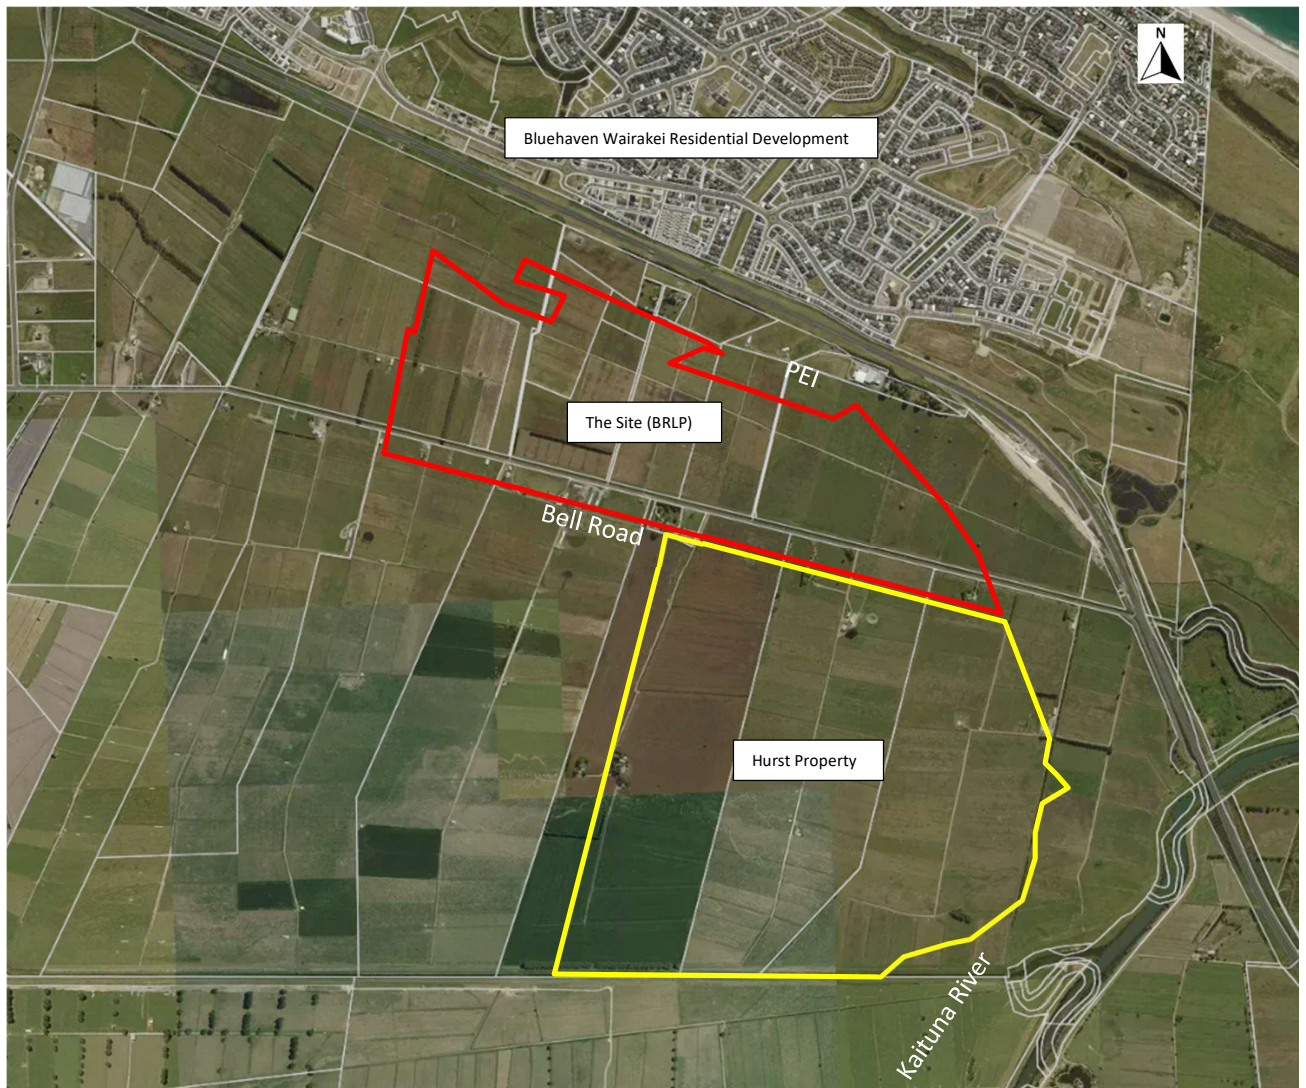 N
Bluehaven Wairakei Residential Development
PEI
The Site (BRLP)
Bell Road
Hurst Property
Kaituna River